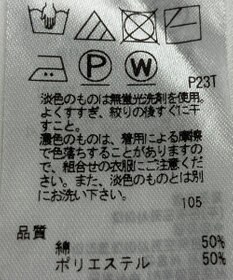 P W
P23T
淡色のものは無蛍光洗剤を使用。
よくすすぎ、絞りの後すぐに干
すこと。
濃色のものは、着用による摩擦
で色落ちすることがありますの
で、組合せの衣服にご注意くだ
さい。また、淡色のものとは別
にお洗い下さい。
105
品質
綿 50%
ポリエステル 50%